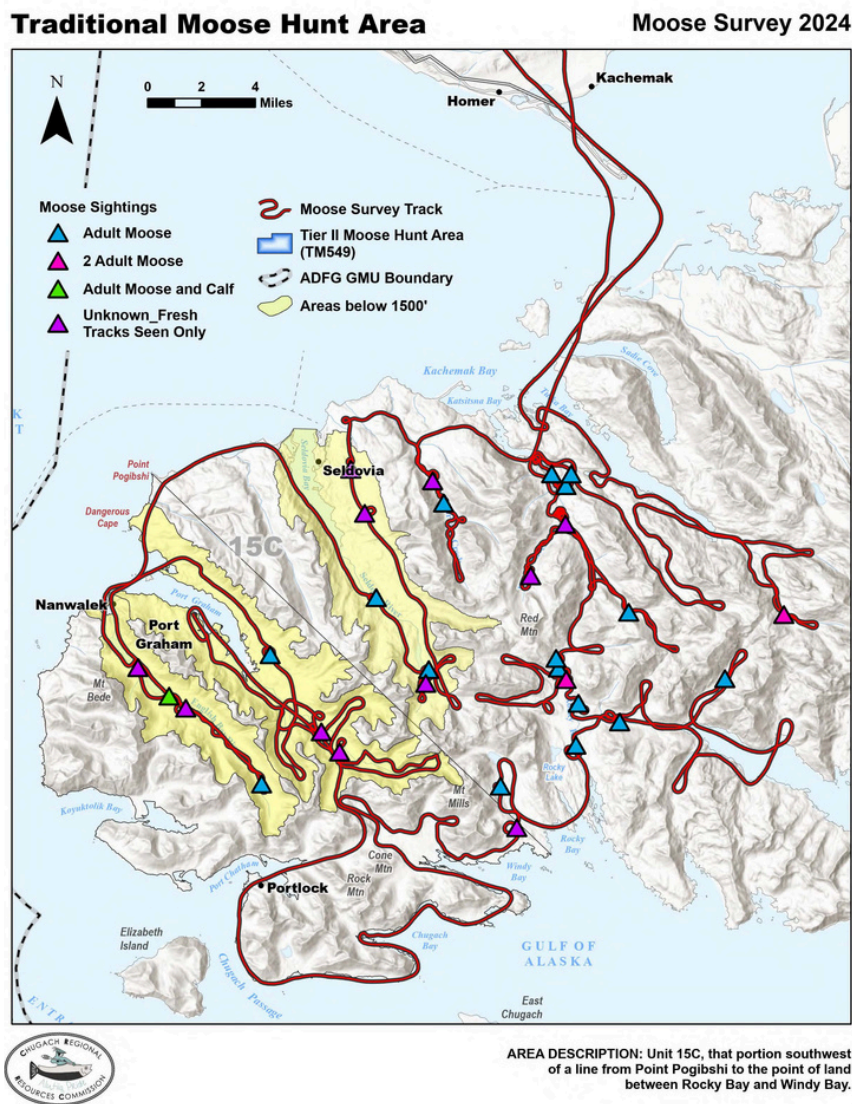 Traditional Moose Hunt Area
Moose Survey 2024
N
0 2 4
Miles
Kachemak
Homer
Moose Sightings
Adult Moose
2 Adult Moose
Adult Moose and Calf
Unknown_Fresh
Tracks Seen Only
Moose Survey Track
Tier II Moose Hunt Area
(TM549)
ADFG GMU Boundary
Areas below 1500'
Sadie Cove
Kachemak Bay
Kasitsna Bay
K
T
Seldovia Bay
Seldovia
Point
Pogibshi
Dangerous
Cape
15C
Nanwalek
Port Graham
Port
Graham
Red
Mtn
Mt
Bede
Rocky
Lake
Mt
Mills
Koyuktolik Bay
Rocky
Bay
Cone
Mtn
Windy
Bay
Port Chatham
Rock
Mtn
Portlock
Elizabeth
Island
Chugach
Bay
GULF OF
ALASKA
Chugach Passage
East
Chugach
ENTR
CHUGACH REGIONAL
RESOURCES COMMISSION
AREA DESCRIPTION: Unit 15C, that portion southwest
of a line from Point Pogibshi to the point of land
between Rocky Bay and Windy Bay.